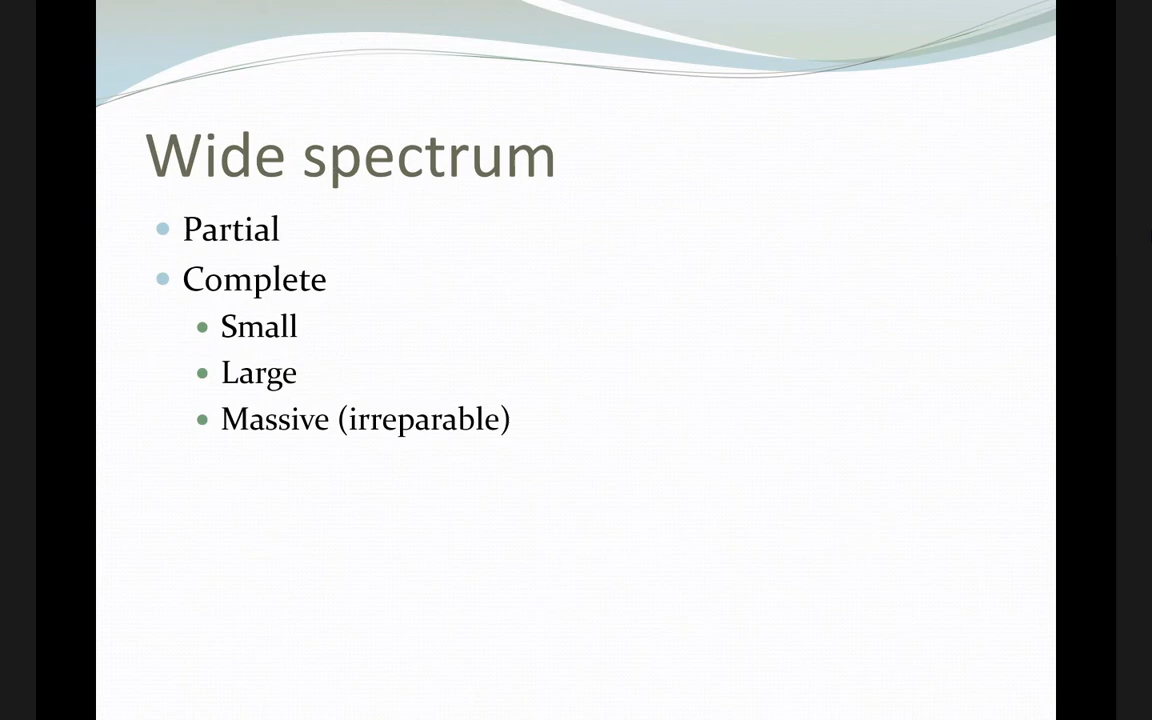 Wide spectrum
Partial
Complete
Small
Large
Massive (irreparable)